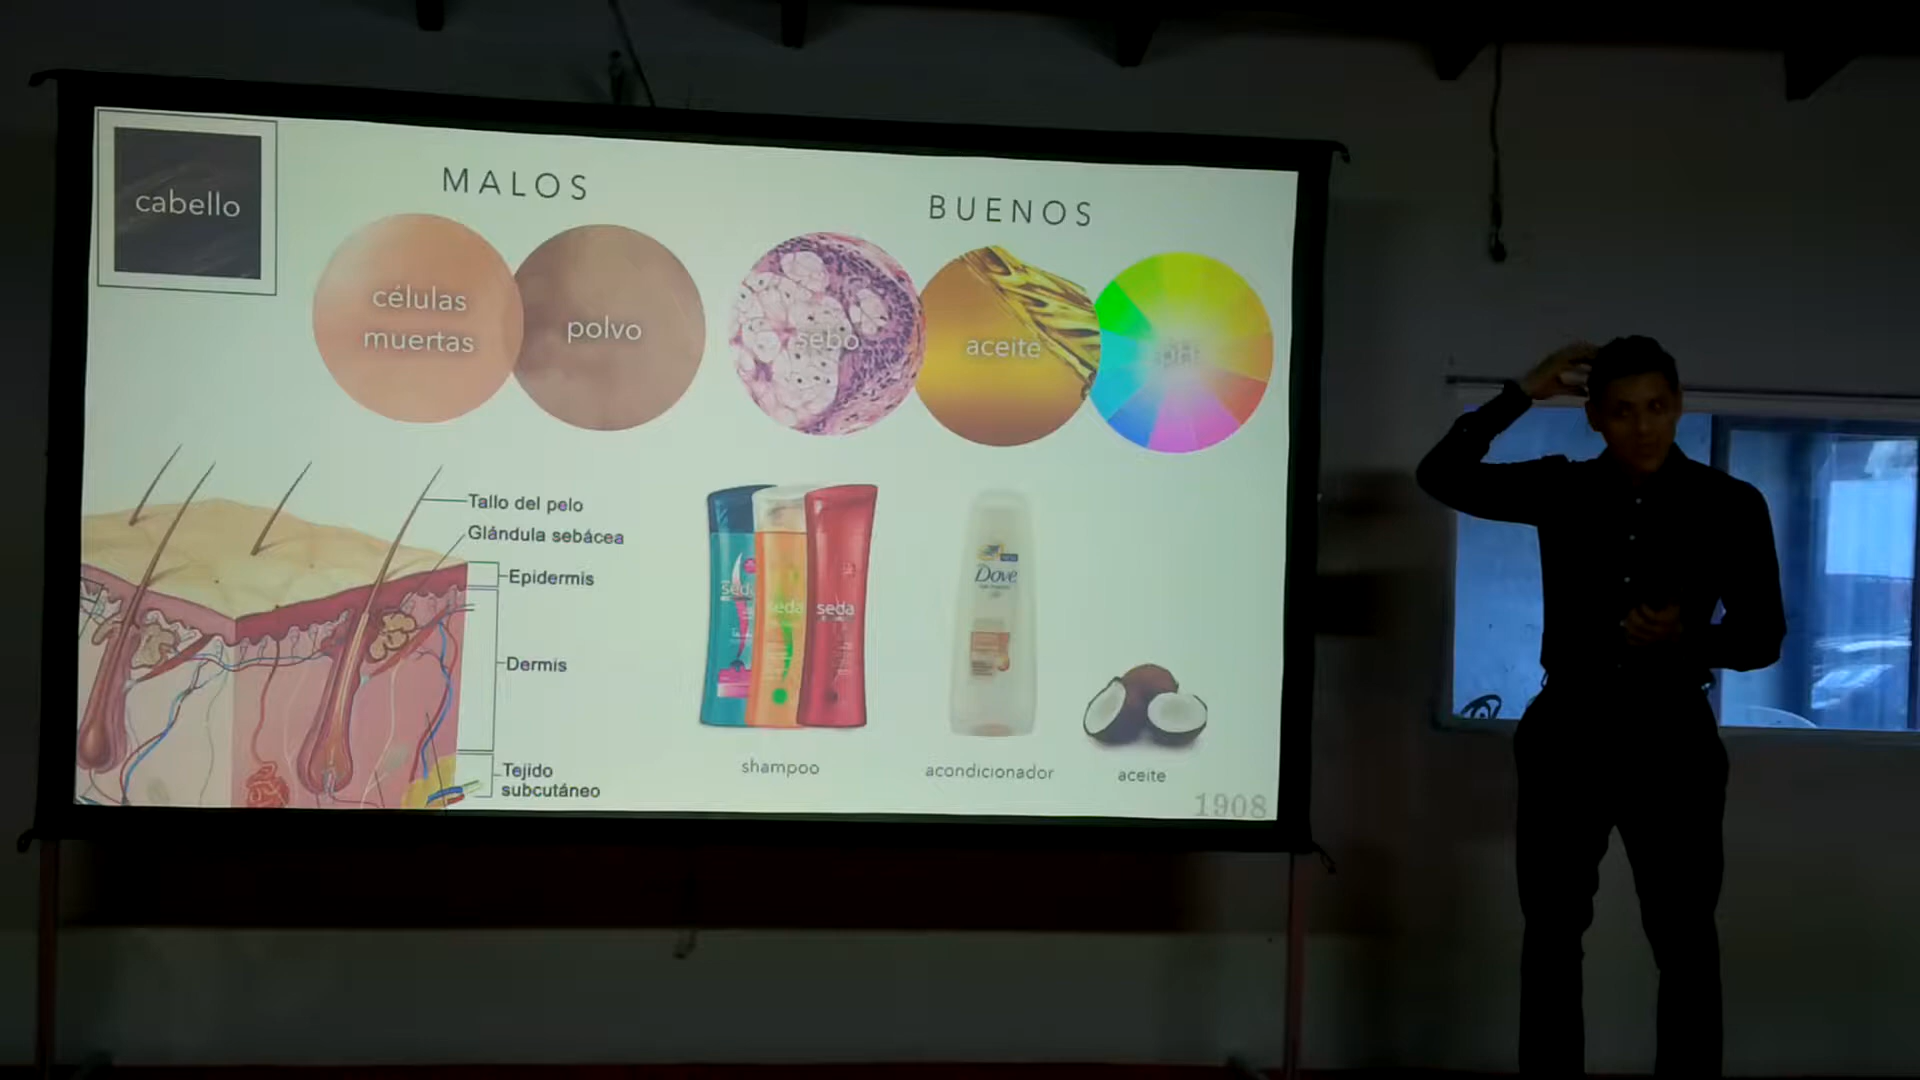 cabello
MALOS
BUENOS
células
muertas
polvo
sebo
aceite
pH
Tallo del pelo
Glándula sebácea
Epidermis
Dermis
Tejido
subcutáneo
seda
seda
seda
Dove
shampoo
acondicionador
aceite
1908